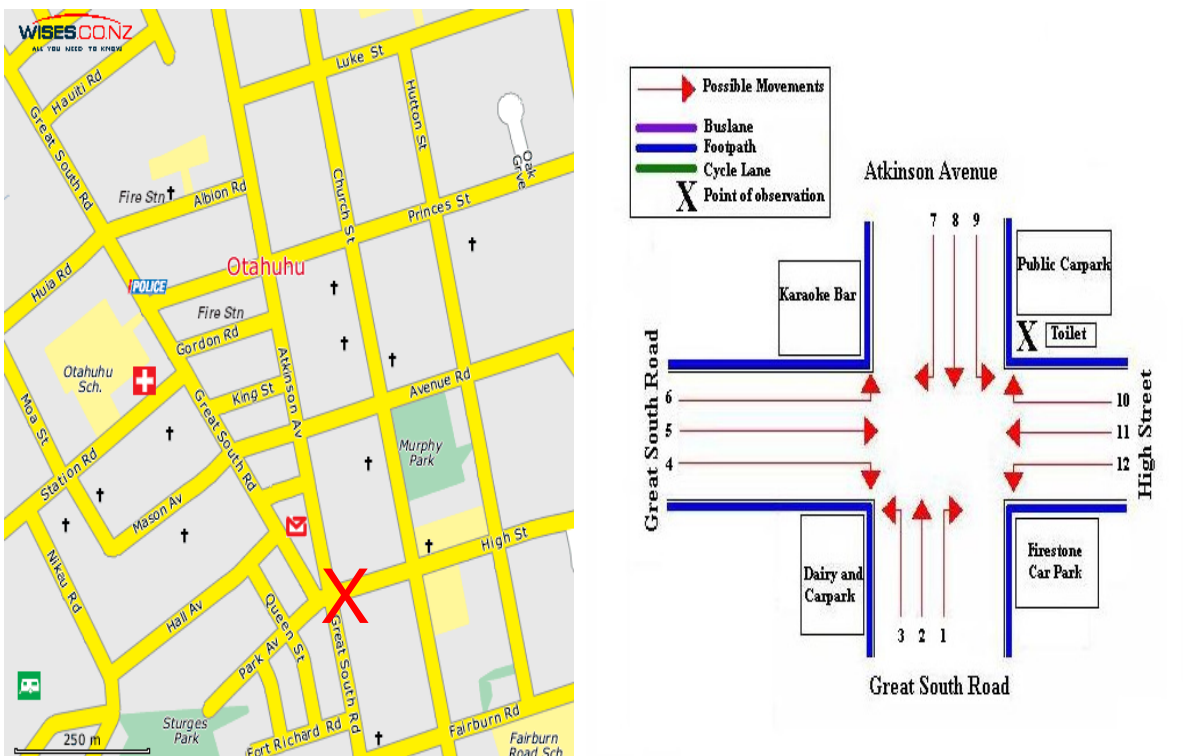 WISES.CO.NZ
ALL YOU NEED TO KNOW
Luke St
Hauiti Rd
Great South Rd
Hutton St
Oak
Grve
Fire Stn
Albion Rd
Church St
Princes St
Otahuhu
Huia Rd
POLICE
Fire Stn
Gordon Rd
Otahuhu
Sch.
Atkinson Av
King St
Avenue Rd
Moa St
Great South Rd
Murphy
Park
Station Rd
Mason Av
High St
Nikau Rd
X
Hall Av
Queen St
Great South Rd
Park Av
Sturges
Park
Fort Richard Rd
Fairburn Rd
Fairburn
Road Sch
250 m
Possible Movements
Buslane
Footpath
Cycle Lane
X Point of observation
Atkinson Avenue
7 8 9
Karaoke Bar
Public Carpark
X Toilet
Great South Road
6
5
4
10
11
12
High Street
Dairy and
Carpark
Firestone
Car Park
3 2 1
Great South Road